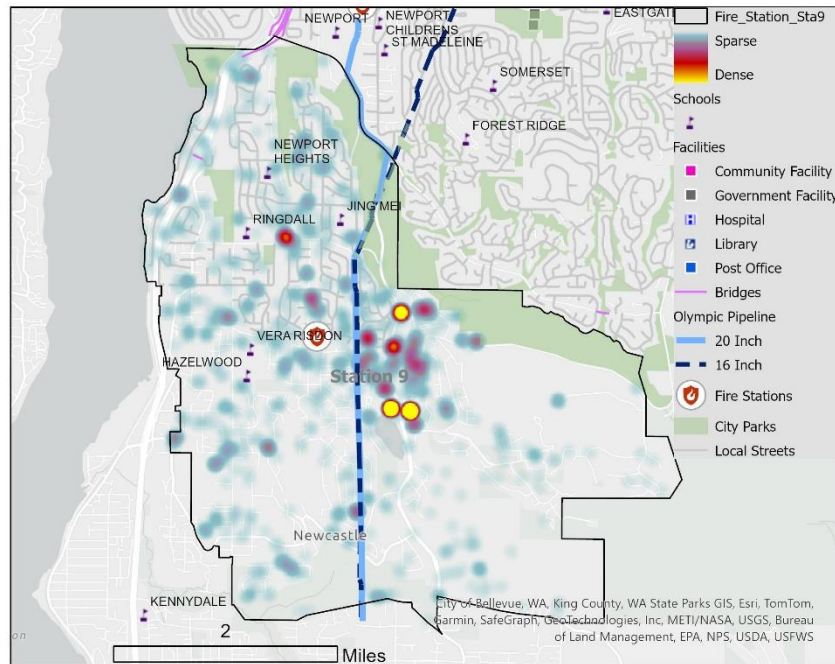 NEWPORT
NEWPORT
CHILDRENS
ST MADELEINE
EASTGATE
SOMERSET
FOREST RIDGE
NEWPORT
HEIGHTS
JING MEI
RINGDALL
VERA RISDON
HAZELWOOD
Station 9
Newcastle
KENNYDALE
2
Miles
City of Bellevue, WA, King County, WA State Parks GIS, Esri, TomTom,
Garmin, SafeGraph, GeoTechnologies, Inc, METI/NASA, USGS, Bureau
of Land Management, EPA, NPS, USDA, USFWS
Fire_Station_Sta9
Sparse
Dense
Schools
Facilities
Community Facility
Government Facility
Hospital
Library
Post Office
Bridges
Olympic Pipeline
20 Inch
16 Inch
Fire Stations
City Parks
Local Streets